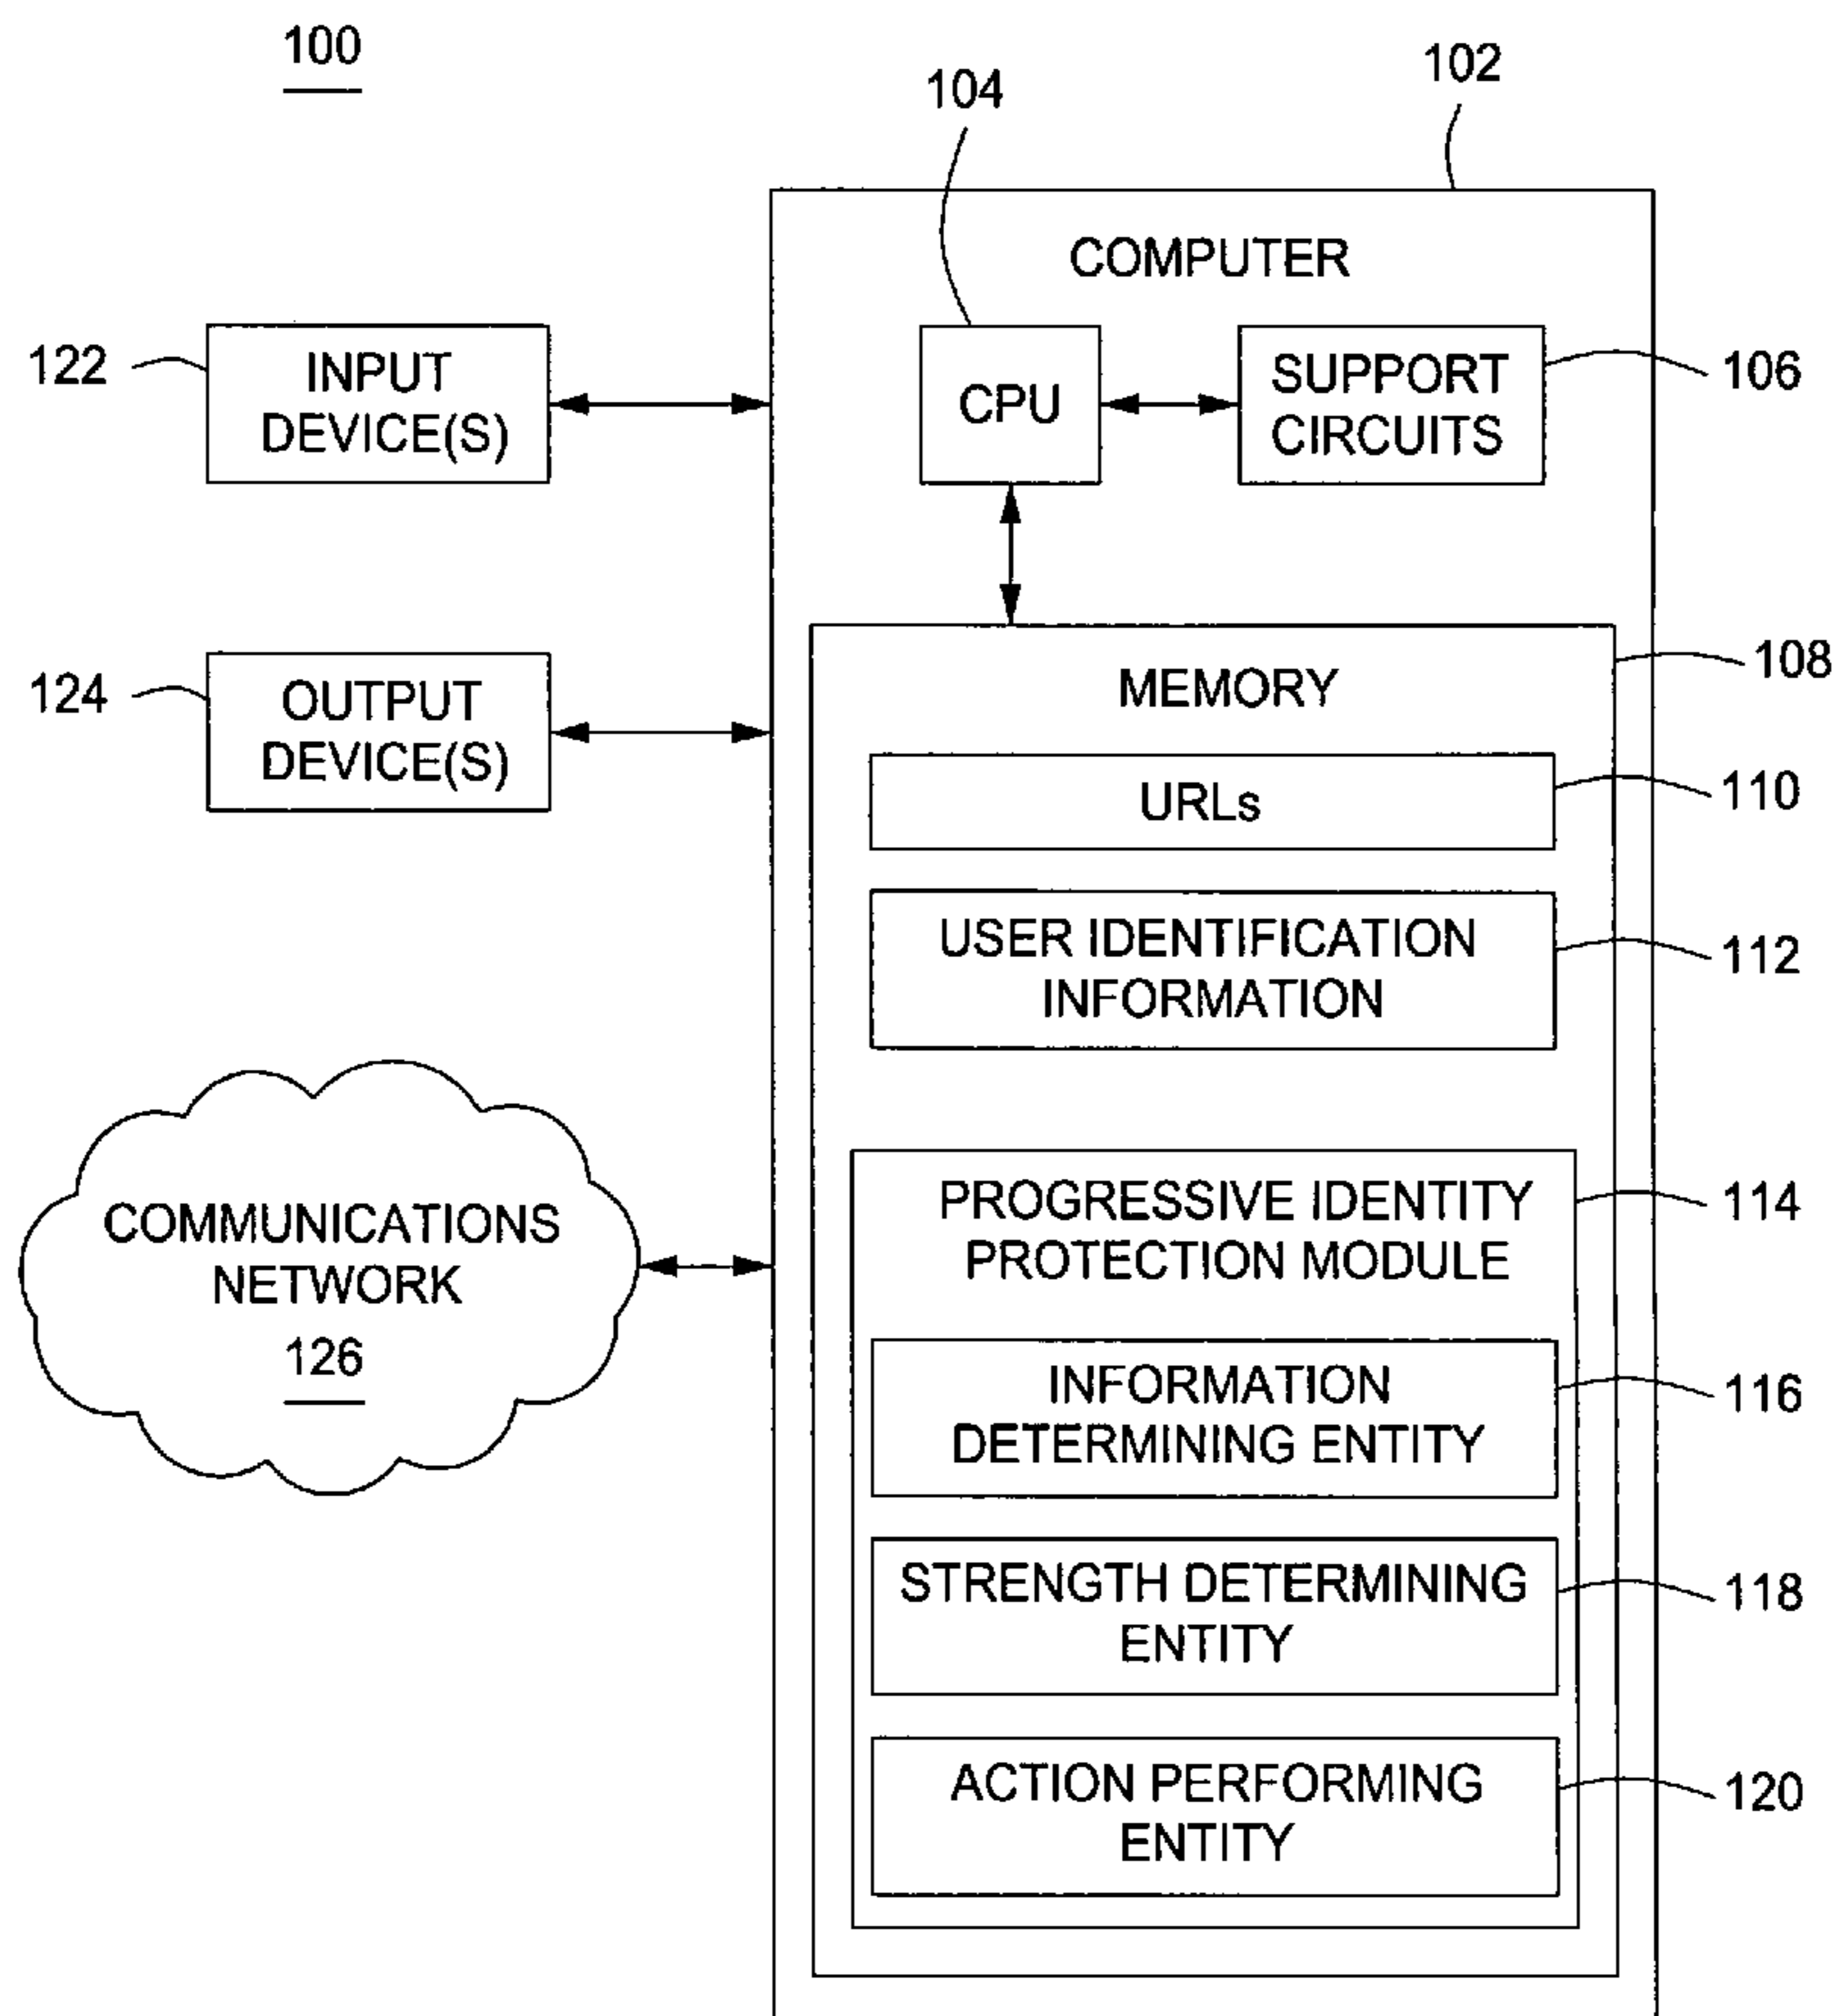 100
102
104
COMPUTER
122
INPUT
DEVICE(S)
CPU
SUPPORT
CIRCUITS
106
124
OUTPUT
DEVICE(S)
MEMORY
108
URLs
110
USER IDENTIFICATION
INFORMATION
112
COMMUNICATIONS
NETWORK
126
PROGRESSIVE IDENTITY
PROTECTION MODULE
114
INFORMATION
DETERMINING ENTITY
116
STRENGTH DETERMINING
ENTITY
118
ACTION PERFORMING
ENTITY
120